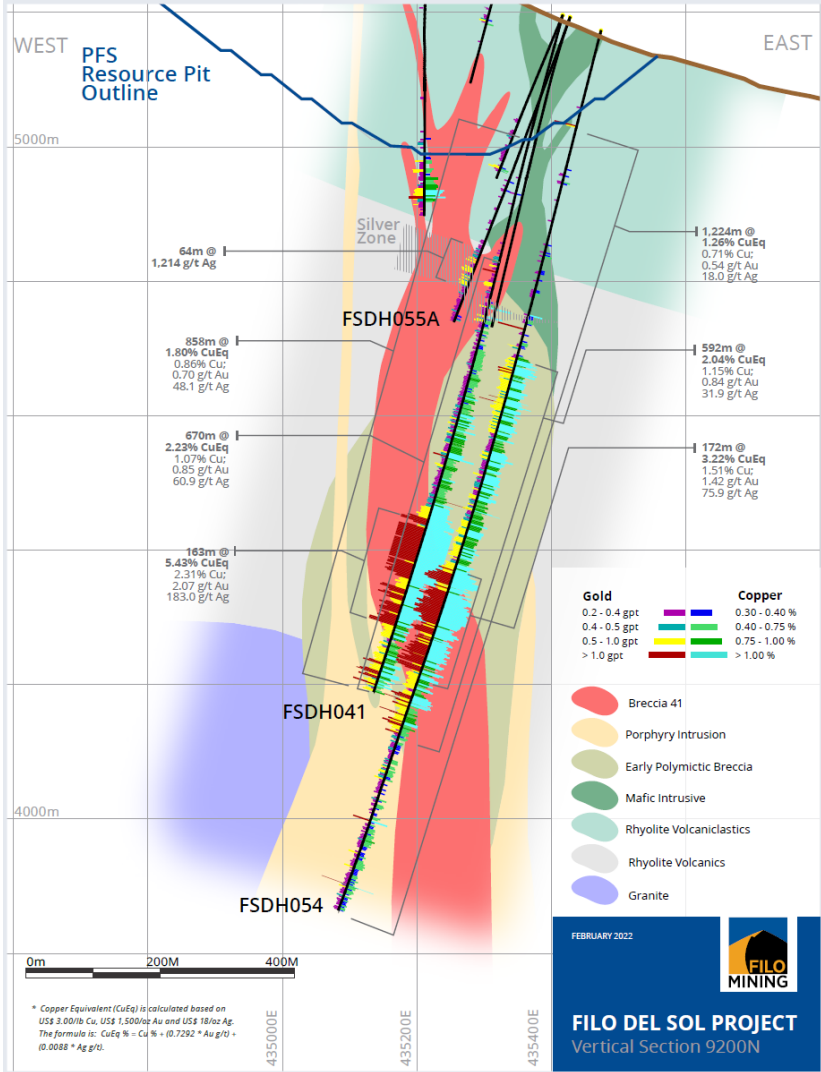 WEST
EAST
PFS
Resource Pit
Outline
5000m
Silver
Zone
64m @
1,214 g/t Ag
1,224m @
1.26% CuEq
0.71% Cu;
0.54 g/t Au
18.0 g/t Ag
FSDH055A
858m @
1.80% CuEq
0.86% Cu;
0.70 g/t Au
48.1 g/t Ag
592m @
2.04% CuEq
1.15% Cu;
0.84 g/t Au
31.9 g/t Ag
670m @
2.23% CuEq
1.07% Cu;
0.85 g/t Au
60.9 g/t Ag
172m @
3.22% CuEq
1.51% Cu;
1.42 g/t Au
75.9 g/t Ag
163m @
5.43% CuEq
2.31% Cu;
2.07 g/t Au
183.0 g/t Ag
Gold Copper
0.2 - 0.4 gpt 0.30 - 0.40 %
0.4 - 0.5 gpt 0.40 - 0.75 %
0.5 - 1.0 gpt 0.75 - 1.00 %
> 1.0 gpt > 1.00 %
FSDH041
Breccia 41
Porphyry Intrusion
Early Polymictic Breccia
Mafic Intrusive
Rhyolite Volcaniclastics
Rhyolite Volcanics
Granite
4000m
FSDH054
0m 200M 400M
* Copper Equivalent (CuEq) is calculated based on
US$ 3.00/lb Cu, US$ 1,500/oz Au and US$ 18/oz Ag.
The formula is: CuEq % = Cu % + (0.7292 * Au g/t) +
(0.0088 * Ag g/t).
435000E
435200E
435400E
FEBRUARY 2022
FILO
MINING
FILO DEL SOL PROJECT
Vertical Section 9200N